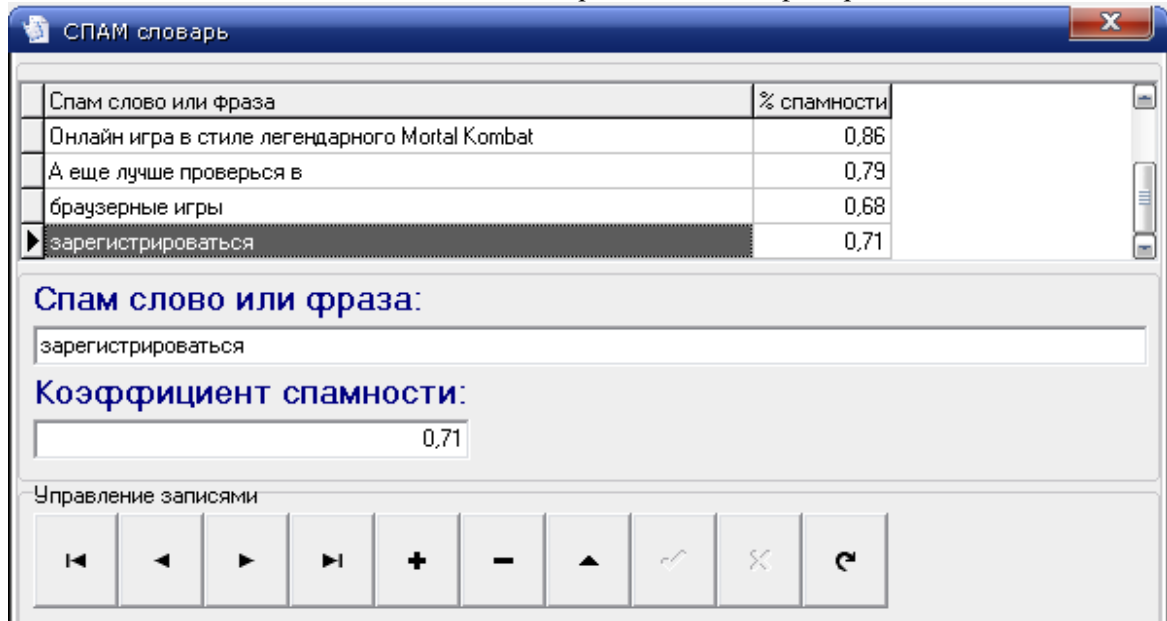 СПАМ словарь
Спам слово или фраза % спамности
Онлайн игра в стиле легендарного Mortal Kombat 0,86
А еще лучше проверься в 0,79
браузерные игры 0,68
зарегистрироваться 0,71
Спам слово или фраза:
зарегистрироваться
Коэффициент спамности:
0,71
Управление записями